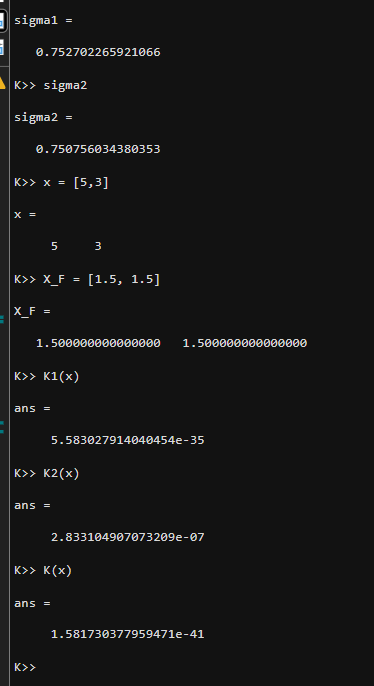 sigma1 =
0.752702265921066
K>> sigma2
sigma2 =
0.750756034380353
K>> x = [5,3]
x =
5 3
K>> X_F = [1.5, 1.5]
X_F =
1.500000000000000 1.500000000000000
K>> K1(x)
ans =
5.583027914040454e-35
K>> K2(x)
ans =
2.833104907073209e-07
K>> K(x)
ans =
1.581730377959471e-41
K>>